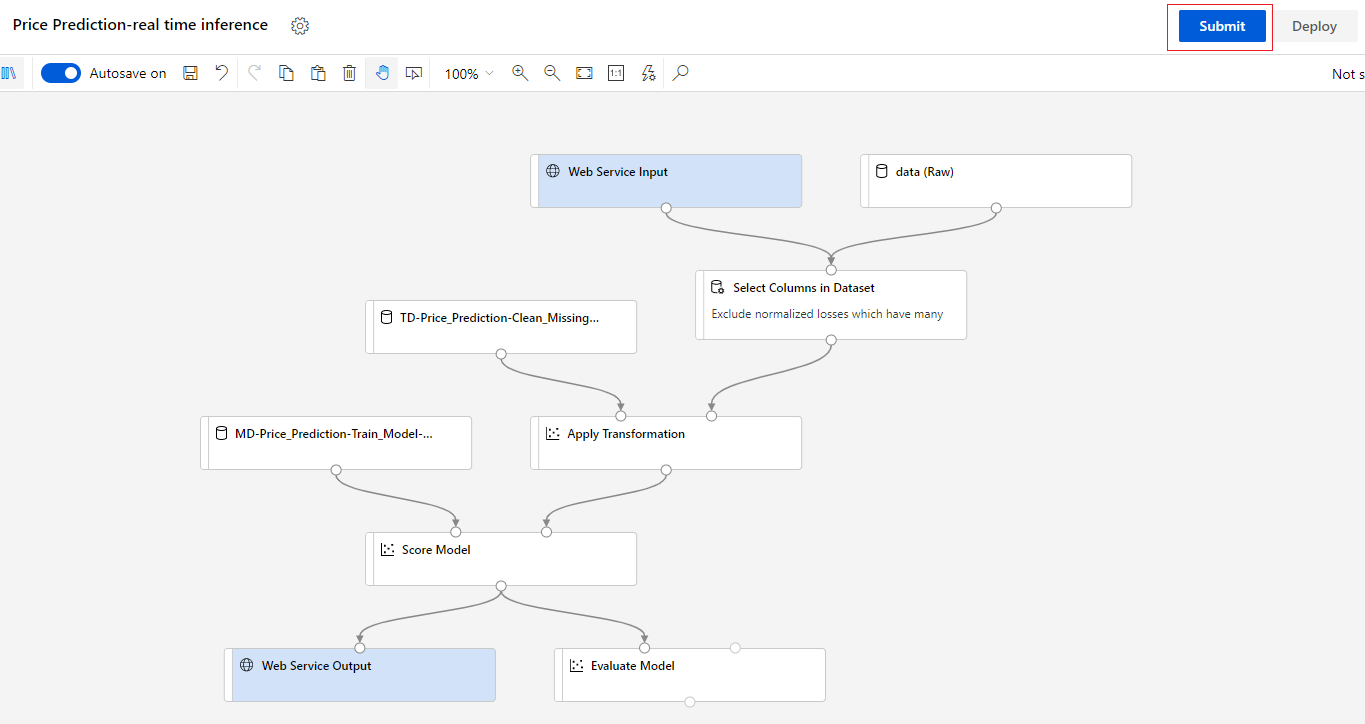 Price Prediction-real time inference
Submit
Deploy
Autosave on
100%
1:1
Not s
Web Service Input
data (Raw)
Select Columns in Dataset
Exclude normalized losses which have many
TD-Price_Prediction-Clean_Missing...
MD-Price_Prediction-Train_Model-...
Apply Transformation
Score Model
Web Service Output
Evaluate Model